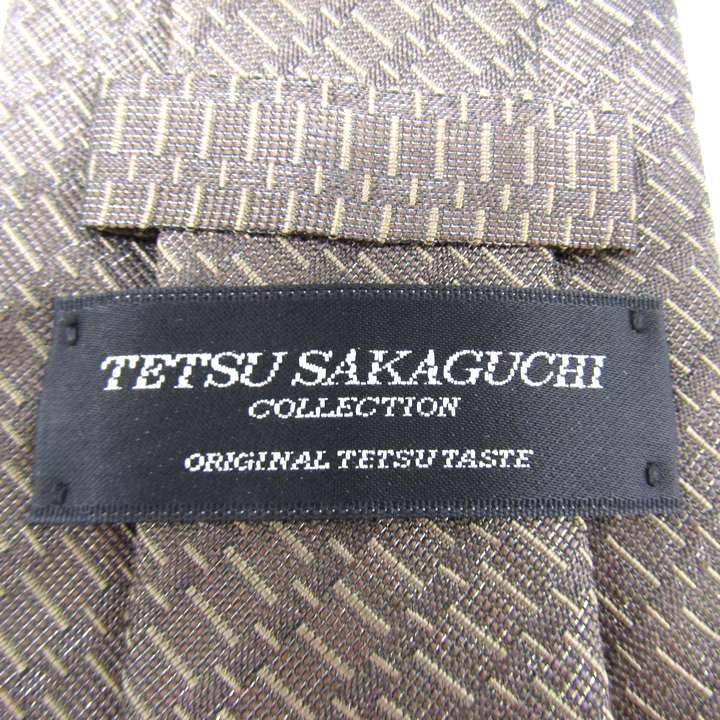 TETSU SAKAGUCHI
COLLECTION
ORIGINAL TETSU TASTE